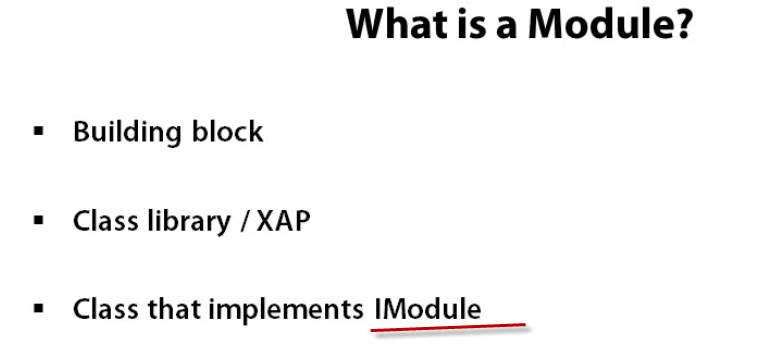 What is a Module?
▪ Building block
▪ Class library / XAP
▪ Class that implements IModule